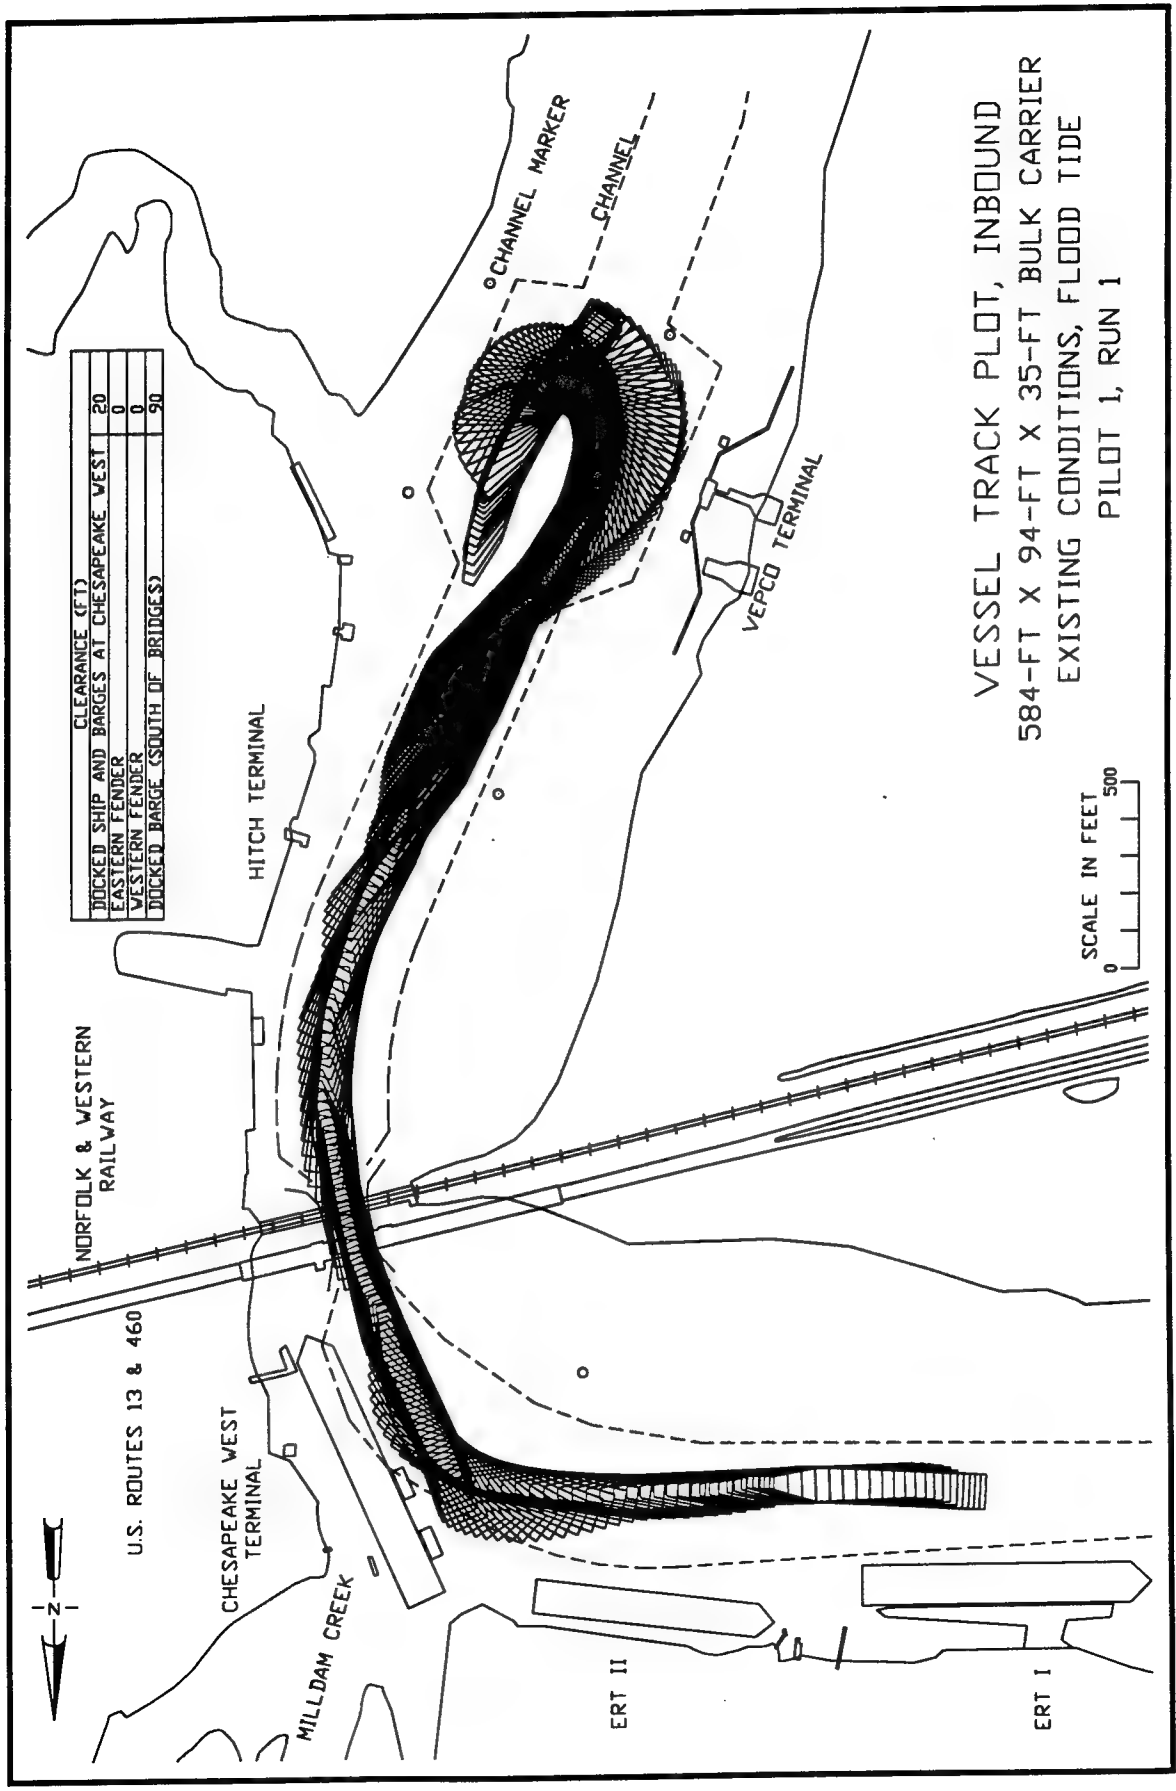 CLEARANCE (FT)
DOCKED SHIP AND BARGES AT CHESAPEAKE WEST 20
EASTERN FENDER 0
WESTERN FENDER 0
DOCKED BARGE (SOUTH OF BRIDGES) 90
N
U.S. ROUTES 13 & 460
NORFOLK & WESTERN
RAILWAY
HITCH TERMINAL
CHESAPEAKE WEST
TERMINAL
MILLDAM CREEK
CHANNEL MARKER
CHANNEL
VEPCO TERMINAL
ERT II
ERT I
SCALE IN FEET
0 500
VESSEL TRACK PLOT, INBOUND
584-FT X 94-FT X 35-FT BULK CARRIER
EXISTING CONDITIONS, FLOOD TIDE
PILOT 1, RUN 1